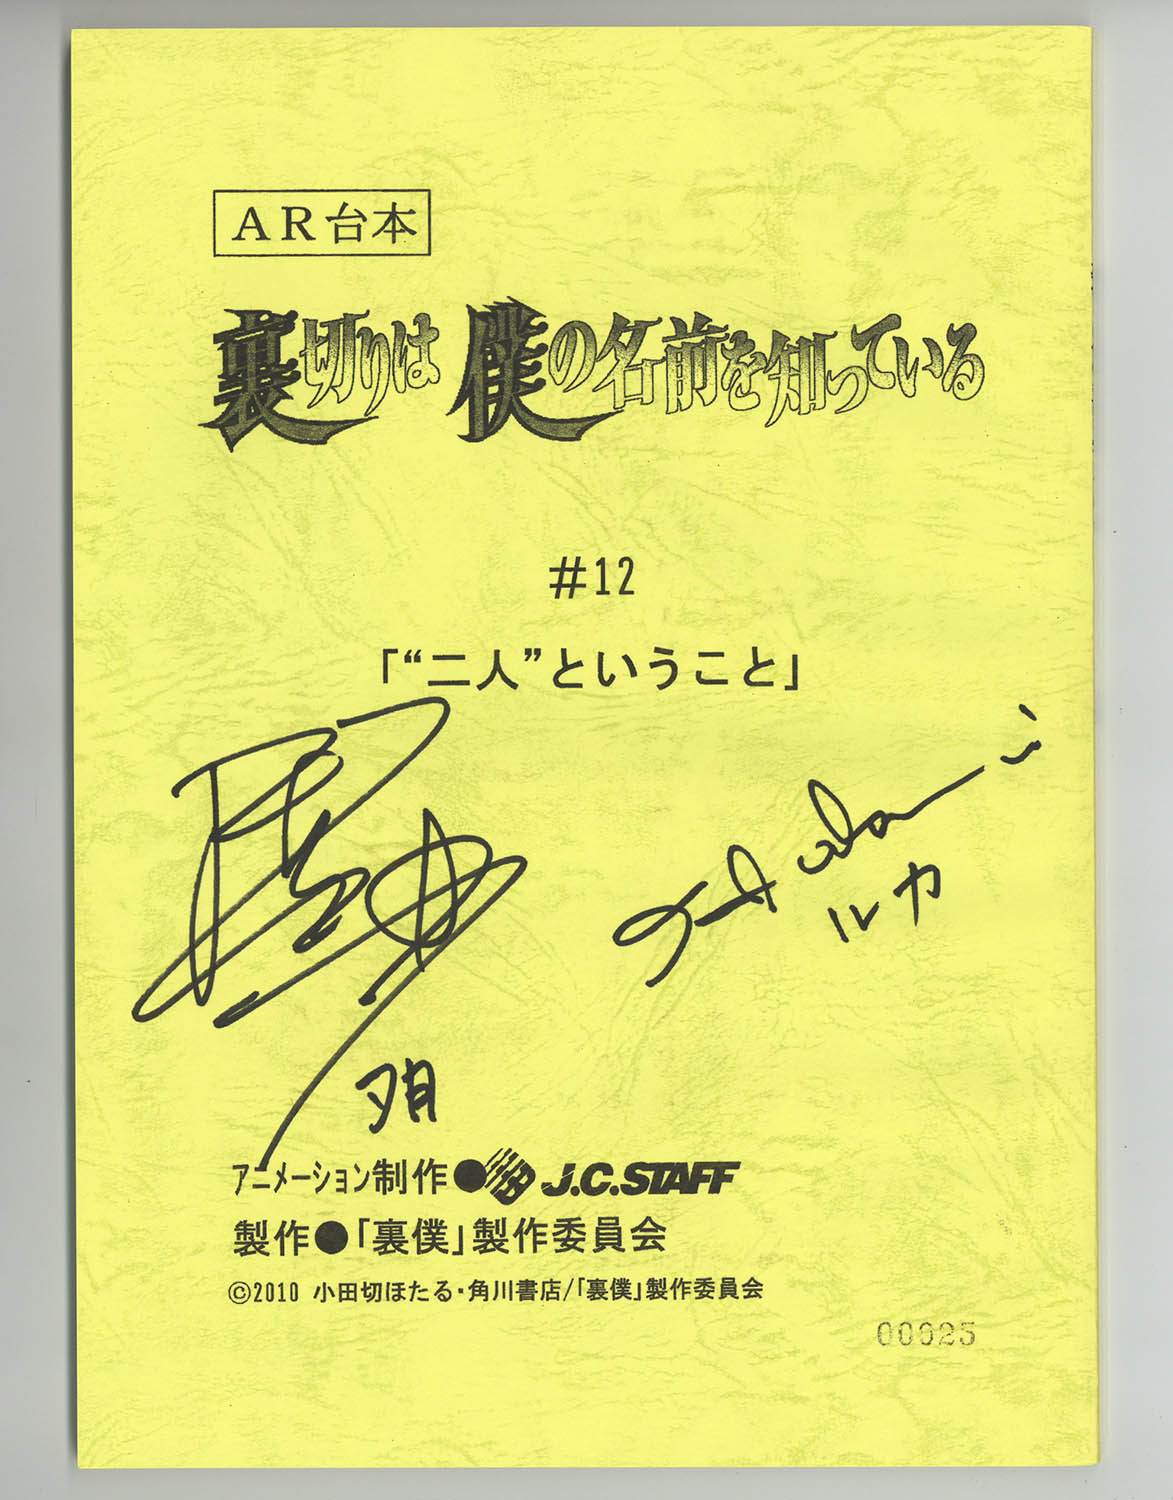 AR台本
裏切りは僕の名前を知っている
#12
「“二人”ということ」
ルカ
夕月
アニメーション制作●J.C.STAFF
製作●「裏僕」製作委員会
©2010 小田切ほたる・角川書店/「裏僕」製作委員会
00025